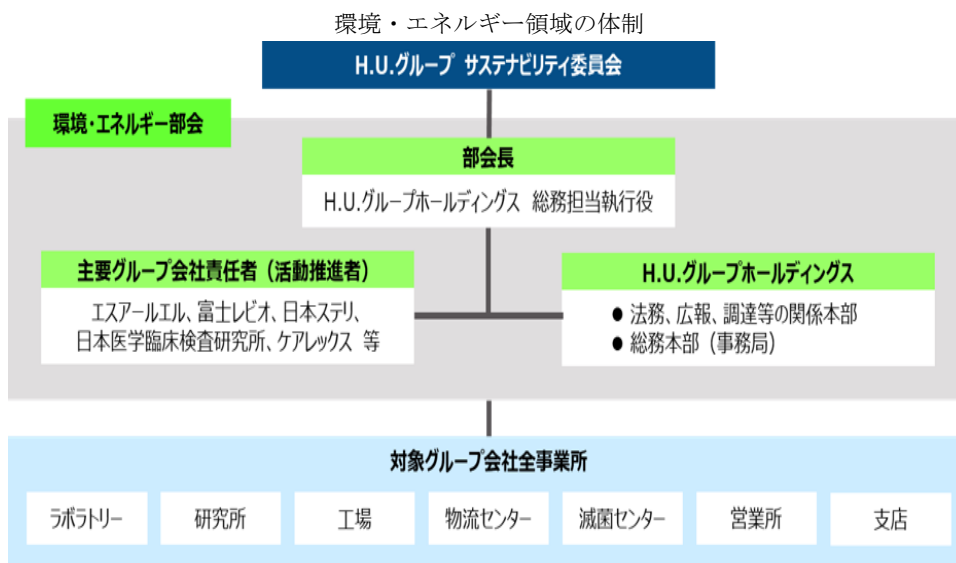 環境・エネルギー領域の体制
H.U.グループ サステナビリティ委員会
環境・エネルギー部会
部会長
H.U.グループホールディングス 総務担当執行役
主要グループ会社責任者（活動推進者）
エスアールエル、富士レビオ、日本ステリ、
日本医学臨床検査研究所、ケアレックス 等
H.U.グループホールディングス
● 法務、広報、調達等の関係本部
● 総務本部（事務局）
対象グループ会社全事業所
ラボラトリー
研究所
工場
物流センター
滅菌センター
営業所
支店